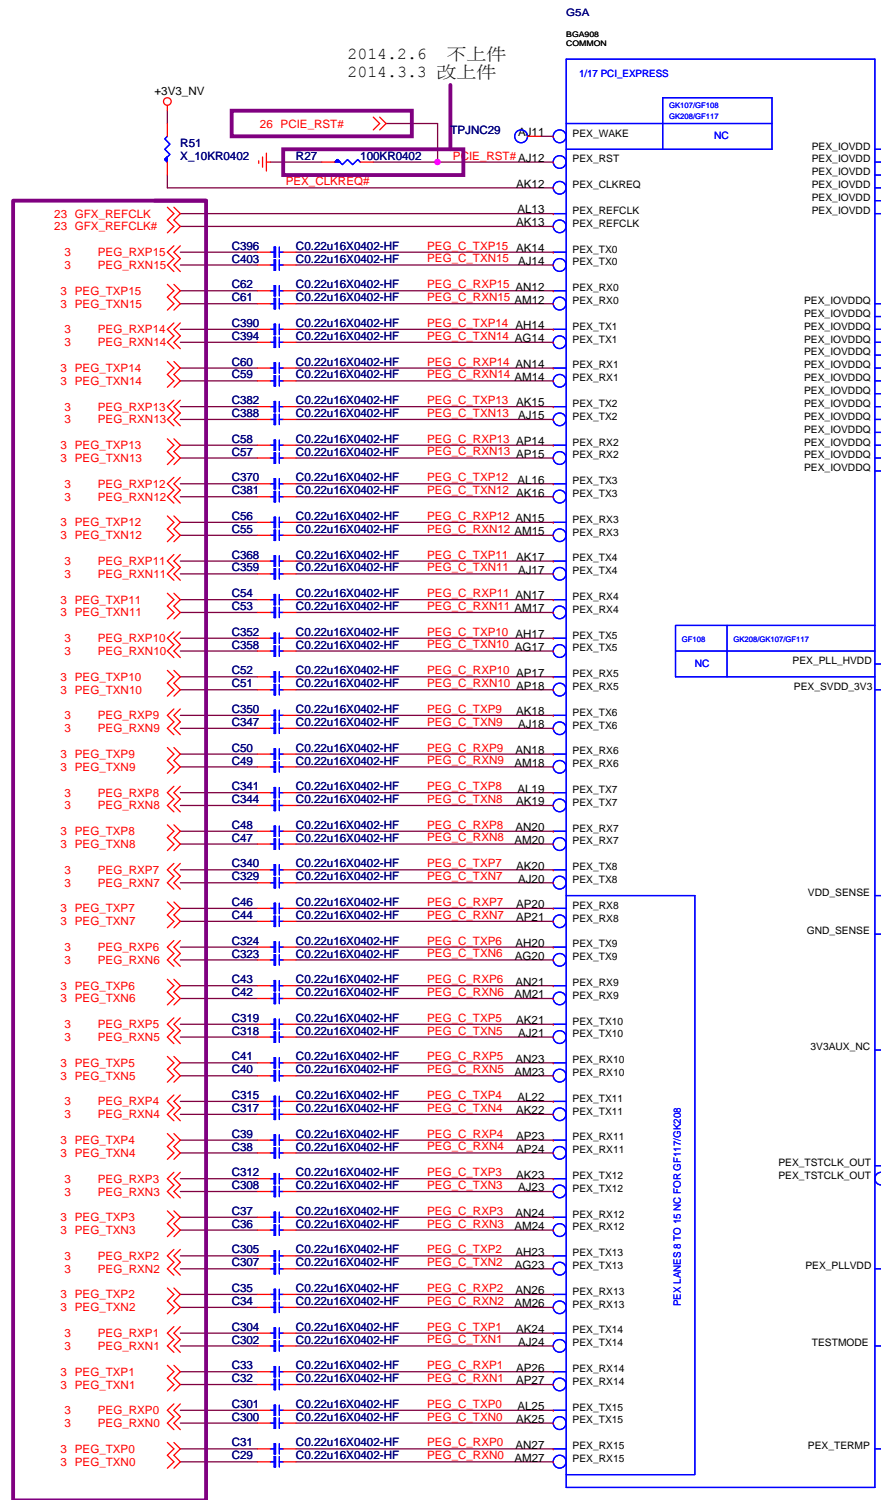 G5A
BGA908
COMMON
2014.2.6 不上件
2014.3.3 改上件
1/17 PCI_EXPRESS
+3V3_NV
GK107/GF108
GK208/GF117
NC
26 PCIE_RST#
TPJNC29
AJ11 PEX_WAKE
R51
X_10KR0402
R27 100KR0402 PCIE_RST# AJ12 PEX_RST
PEX_CLKREQ# AK12 PEX_CLKREQ
PEX_IOVDD
PEX_IOVDD
PEX_IOVDD
PEX_IOVDD
PEX_IOVDD
PEX_IOVDD
23 GFX_REFCLK AL13 PEX_REFCLK
23 GFX_REFCLK# AK13 PEX_REFCLK
3 PEG_RXP15 C396 C0.22u16X0402-HF PEG_C_TXP15 AK14 PEX_TX0
3 PEG_RXN15 C403 C0.22u16X0402-HF PEG_C_TXN15 AJ14 PEX_TX0
3 PEG_TXP15 C62 C0.22u16X0402-HF PEG_C_RXP15 AN12 PEX_RX0
3 PEG_TXN15 C61 C0.22u16X0402-HF PEG_C_RXN15 AM12 PEX_RX0
3 PEG_RXP14 C390 C0.22u16X0402-HF PEG_C_TXP14 AH14 PEX_TX1
3 PEG_RXN14 C394 C0.22u16X0402-HF PEG_C_TXN14 AG14 PEX_TX1
3 PEG_TXP14 C60 C0.22u16X0402-HF PEG_C_RXP14 AN14 PEX_RX1
3 PEG_TXN14 C59 C0.22u16X0402-HF PEG_C_RXN14 AM14 PEX_RX1
3 PEG_RXP13 C382 C0.22u16X0402-HF PEG_C_TXP13 AK15 PEX_TX2
3 PEG_RXN13 C388 C0.22u16X0402-HF PEG_C_TXN13 AJ15 PEX_TX2
3 PEG_TXP13 C58 C0.22u16X0402-HF PEG_C_RXP13 AP14 PEX_RX2
3 PEG_TXN13 C57 C0.22u16X0402-HF PEG_C_RXN13 AP15 PEX_RX2
PEX_IOVDDQ
PEX_IOVDDQ
PEX_IOVDDQ
PEX_IOVDDQ
PEX_IOVDDQ
PEX_IOVDDQ
PEX_IOVDDQ
PEX_IOVDDQ
PEX_IOVDDQ
PEX_IOVDDQ
PEX_IOVDDQ
PEX_IOVDDQ
PEX_IOVDDQ
PEX_IOVDDQ
3 PEG_RXP12 C370 C0.22u16X0402-HF PEG_C_TXP12 AL16 PEX_TX3
3 PEG_RXN12 C381 C0.22u16X0402-HF PEG_C_TXN12 AK16 PEX_TX3
3 PEG_TXP12 C56 C0.22u16X0402-HF PEG_C_RXP12 AN15 PEX_RX3
3 PEG_TXN12 C55 C0.22u16X0402-HF PEG_C_RXN12 AM15 PEX_RX3
3 PEG_RXP11 C368 C0.22u16X0402-HF PEG_C_TXP11 AK17 PEX_TX4
3 PEG_RXN11 C359 C0.22u16X0402-HF PEG_C_TXN11 AJ17 PEX_TX4
3 PEG_TXP11 C54 C0.22u16X0402-HF PEG_C_RXP11 AN17 PEX_RX4
3 PEG_TXN11 C53 C0.22u16X0402-HF PEG_C_RXN11 AM17 PEX_RX4
3 PEG_RXP10 C352 C0.22u16X0402-HF PEG_C_TXP10 AH17 PEX_TX5
3 PEG_RXN10 C358 C0.22u16X0402-HF PEG_C_TXN10 AG17 PEX_TX5
GF108 GK208/GK107/GF117
NC PEX_PLL_HVDD
3 PEG_TXP10 C52 C0.22u16X0402-HF PEG_C_RXP10 AP17 PEX_RX5
3 PEG_TXN10 C51 C0.22u16X0402-HF PEG_C_RXN10 AP18 PEX_RX5 PEX_SVDD_3V3
3 PEG_RXP9 C350 C0.22u16X0402-HF PEG_C_TXP9 AK18 PEX_TX6
3 PEG_RXN9 C347 C0.22u16X0402-HF PEG_C_TXN9 AJ18 PEX_TX6
3 PEG_TXP9 C50 C0.22u16X0402-HF PEG_C_RXP9 AN18 PEX_RX6
3 PEG_TXN9 C49 C0.22u16X0402-HF PEG_C_RXN9 AM18 PEX_RX6
3 PEG_RXP8 C341 C0.22u16X0402-HF PEG_C_TXP8 AL19 PEX_TX7
3 PEG_RXN8 C344 C0.22u16X0402-HF PEG_C_TXN8 AK19 PEX_TX7
3 PEG_TXP8 C48 C0.22u16X0402-HF PEG_C_RXP8 AN20 PEX_RX7
3 PEG_TXN8 C47 C0.22u16X0402-HF PEG_C_RXN8 AM20 PEX_RX7
3 PEG_RXP7 C340 C0.22u16X0402-HF PEG_C_TXP7 AK20 PEX_TX8
3 PEG_RXN7 C329 C0.22u16X0402-HF PEG_C_TXN7 AJ20 PEX_TX8
VDD_SENSE
3 PEG_TXP7 C46 C0.22u16X0402-HF PEG_C_RXP7 AP20 PEX_RX8
3 PEG_TXN7 C44 C0.22u16X0402-HF PEG_C_RXN7 AP21 PEX_RX8
GND_SENSE
3 PEG_RXP6 C324 C0.22u16X0402-HF PEG_C_TXP6 AH20 PEX_TX9
3 PEG_RXN6 C323 C0.22u16X0402-HF PEG_C_TXN6 AG20 PEX_TX9
3 PEG_TXP6 C43 C0.22u16X0402-HF PEG_C_RXP6 AN21 PEX_RX9
3 PEG_TXN6 C42 C0.22u16X0402-HF PEG_C_RXN6 AM21 PEX_RX9
3 PEG_RXP5 C319 C0.22u16X0402-HF PEG_C_TXP5 AK21 PEX_TX10
3 PEG_RXN5 C318 C0.22u16X0402-HF PEG_C_TXN5 AJ21 PEX_TX10
3V3AUX_NC
3 PEG_TXP5 C41 C0.22u16X0402-HF PEG_C_RXP5 AN23 PEX_RX10
3 PEG_TXN5 C40 C0.22u16X0402-HF PEG_C_RXN5 AM23 PEX_RX10
3 PEG_RXP4 C315 C0.22u16X0402-HF PEG_C_TXP4 AL22 PEX_TX11
3 PEG_RXN4 C317 C0.22u16X0402-HF PEG_C_TXN4 AK22 PEX_TX11
3 PEG_TXP4 C39 C0.22u16X0402-HF PEG_C_RXP4 AP23 PEX_RX11
3 PEG_TXN4 C38 C0.22u16X0402-HF PEG_C_RXN4 AP24 PEX_RX11
PEX LANES 8 TO 15 NC FOR GF117/GK208
PEX_TSTCLK_OUT
PEX_TSTCLK_OUT
3 PEG_RXP3 C312 C0.22u16X0402-HF PEG_C_TXP3 AK23 PEX_TX12
3 PEG_RXN3 C308 C0.22u16X0402-HF PEG_C_TXN3 AJ23 PEX_TX12
3 PEG_TXP3 C37 C0.22u16X0402-HF PEG_C_RXP3 AN24 PEX_RX12
3 PEG_TXN3 C36 C0.22u16X0402-HF PEG_C_RXN3 AM24 PEX_RX12
3 PEG_RXP2 C305 C0.22u16X0402-HF PEG_C_TXP2 AH23 PEX_TX13
3 PEG_RXN2 C307 C0.22u16X0402-HF PEG_C_TXN2 AG23 PEX_TX13 PEX_PLLVDD
3 PEG_TXP2 C35 C0.22u16X0402-HF PEG_C_RXP2 AN26 PEX_RX13
3 PEG_TXN2 C34 C0.22u16X0402-HF PEG_C_RXN2 AM26 PEX_RX13
3 PEG_RXP1 C304 C0.22u16X0402-HF PEG_C_TXP1 AK24 PEX_TX14
3 PEG_RXN1 C302 C0.22u16X0402-HF PEG_C_TXN1 AJ24 PEX_TX14 TESTMODE
3 PEG_TXP1 C33 C0.22u16X0402-HF PEG_C_RXP1 AP26 PEX_RX14
3 PEG_TXN1 C32 C0.22u16X0402-HF PEG_C_RXN1 AP27 PEX_RX14
3 PEG_RXP0 C301 C0.22u16X0402-HF PEG_C_TXP0 AL25 PEX_TX15
3 PEG_RXN0 C300 C0.22u16X0402-HF PEG_C_TXN0 AK25 PEX_TX15
3 PEG_TXP0 C31 C0.22u16X0402-HF PEG_C_RXP0 AN27 PEX_RX15 PEX_TERMP
3 PEG_TXN0 C29 C0.22u16X0402-HF PEG_C_RXN0 AM27 PEX_RX15